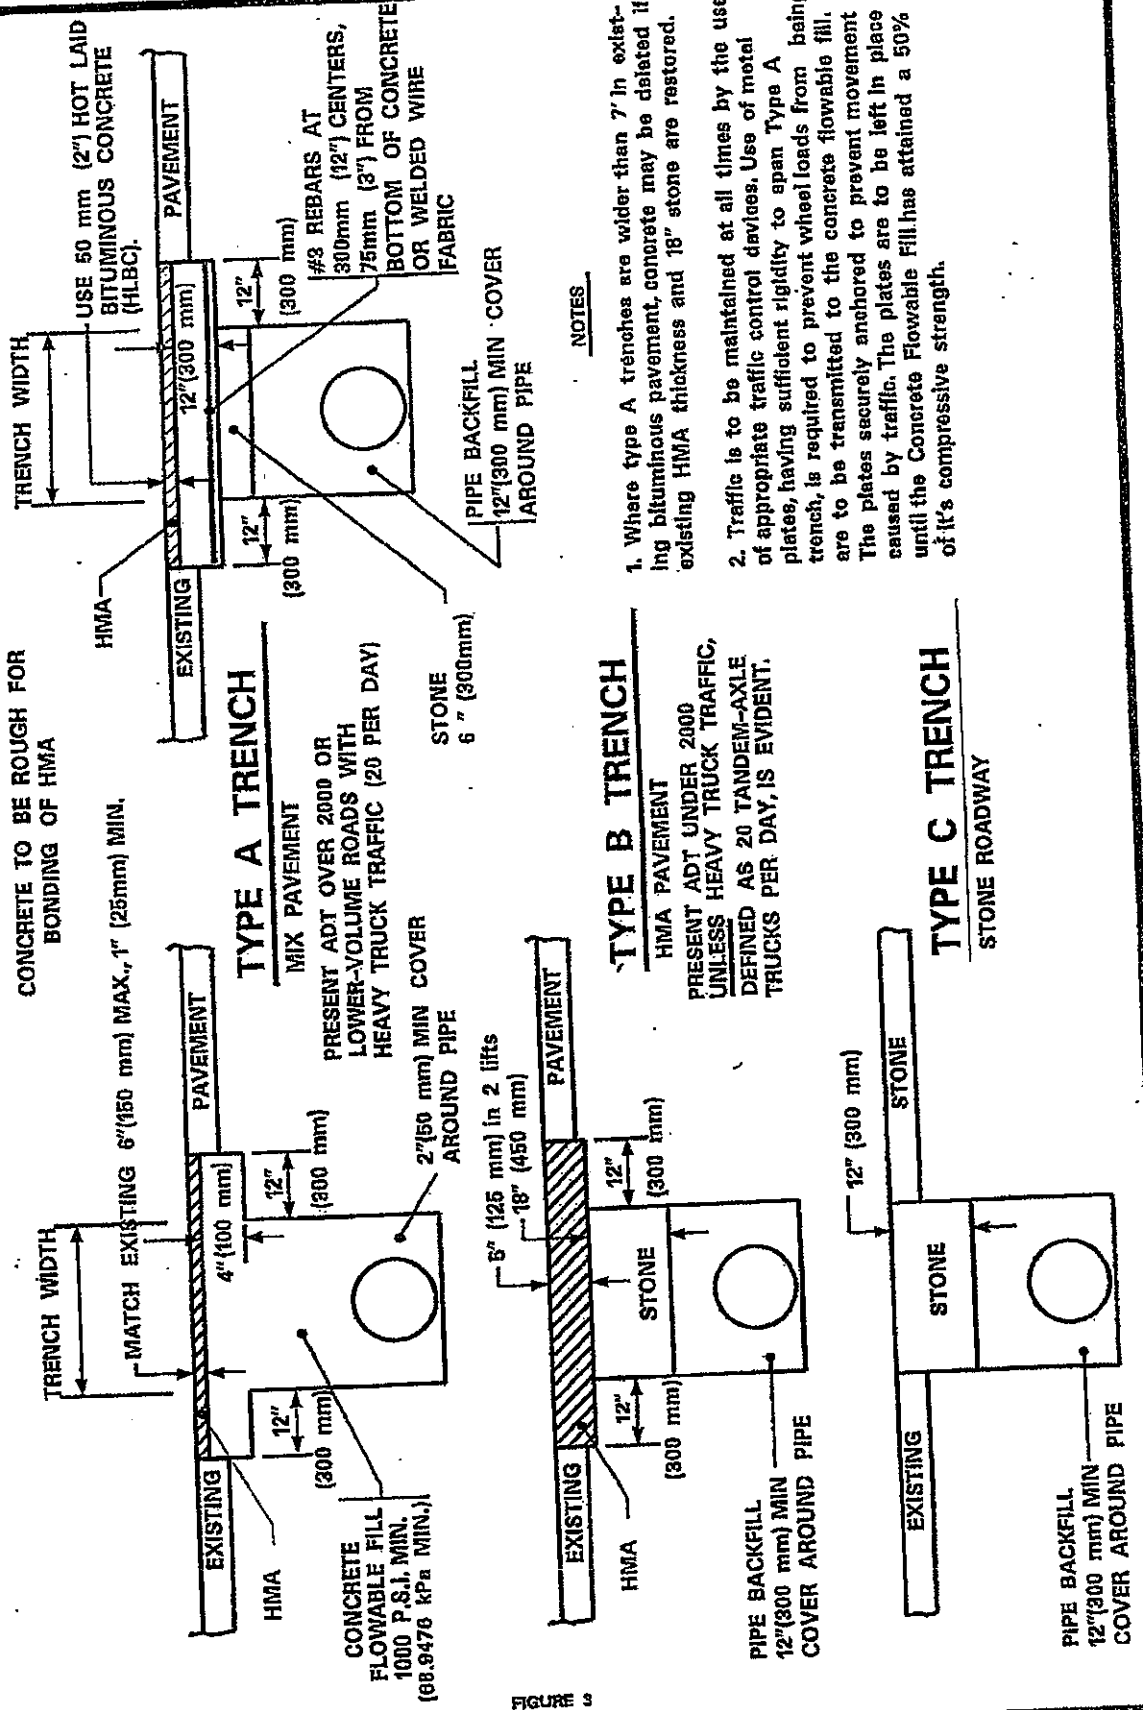 CONCRETE TO BE ROUGH FOR
BONDING OF HMA
TRENCH WIDTH
MATCH EXISTING 6"(150 mm) MAX., 1" (25mm) MIN.
EXISTING
PAVEMENT
4"(100 mm)
12"
(300 mm)
12"
(300 mm)
HMA
CONCRETE
FLOWABLE FILL
1000 P.S.I. MIN.
(68.9476 kPa MIN.)
2"(50 mm) MIN COVER
AROUND PIPE
TYPE A TRENCH
MIX PAVEMENT
PRESENT ADT OVER 2000 OR
LOWER-VOLUME ROADS WITH
HEAVY TRUCK TRAFFIC (20 PER DAY)
TRENCH WIDTH
USE 50 mm (2") HOT LAID
BITUMINOUS CONCRETE
(HLBC).
HMA
EXISTING
PAVEMENT
12"(300 mm)
12"
(300 mm)
12"
(300 mm)
#3 REBARS AT
300mm (12") CENTERS,
75mm (3") FROM
BOTTOM OF CONCRETE
OR WELDED WIRE
FABRIC
STONE
6 " (300mm)
PIPE BACKFILL
12"(300 mm) MIN COVER
AROUND PIPE
5" (125 mm) in 2 lifts
18" (450 mm)
EXISTING
PAVEMENT
HMA
12"
(300 mm)
12"
(300 mm)
STONE
PIPE BACKFILL
12"(300 mm) MIN
COVER AROUND PIPE
TYPE B TRENCH
HMA PAVEMENT
PRESENT ADT UNDER 2000
UNLESS HEAVY TRUCK TRAFFIC,
DEFINED AS 20 TANDEM-AXLE
TRUCKS PER DAY, IS EVIDENT.
NOTES
1. Where type A trenches are wider than 7' in exist-
ing bituminous pavement, concrete may be deleted if
existing HMA thickness and 18" stone are restored.
2. Traffic is to be maintained at all times by the use
of appropriate traffic control devices. Use of metal
plates, having sufficient rigidity to span Type A
trench, is required to prevent wheel loads from being
are to be transmitted to the concrete flowable fill.
The plates securely anchored to prevent movement
caused by traffic. The plates are to be left in place
until the Concrete Flowable Fill has attained a 50%
of it's compressive strength.
12" (300 mm)
EXISTING
STONE
STONE
PIPE BACKFILL
12"(300 mm) MIN
COVER AROUND PIPE
TYPE C TRENCH
STONE ROADWAY
FIGURE 3